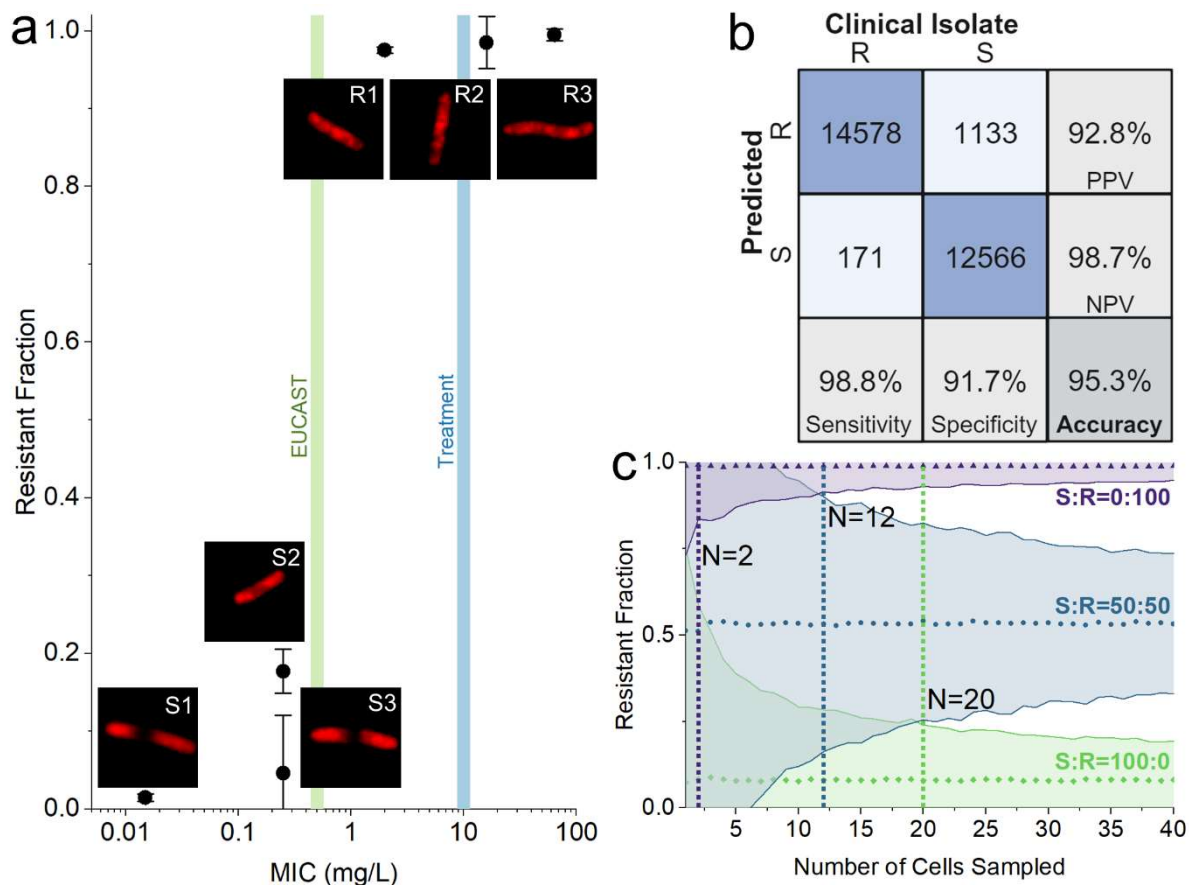 a
1.0
0.8
0.6
0.4
0.2
0.0
Resistant Fraction
0.01
0.1
1
10
100
MIC (mg/L)
EUCAST
Treatment
R1
R2
R3
S1
S2
S3
b
Clinical Isolate
R
S
Predicted
R
14578
1133
92.8%
PPV
S
171
12566
98.7%
NPV
98.8%
91.7%
95.3%
Sensitivity
Specificity
Accuracy
c
1.0
0.5
0.0
Resistant Fraction
S:R=0:100
N=12
N=2
S:R=50:50
N=20
S:R=100:0
5
10
15
20
25
30
35
40
Number of Cells Sampled